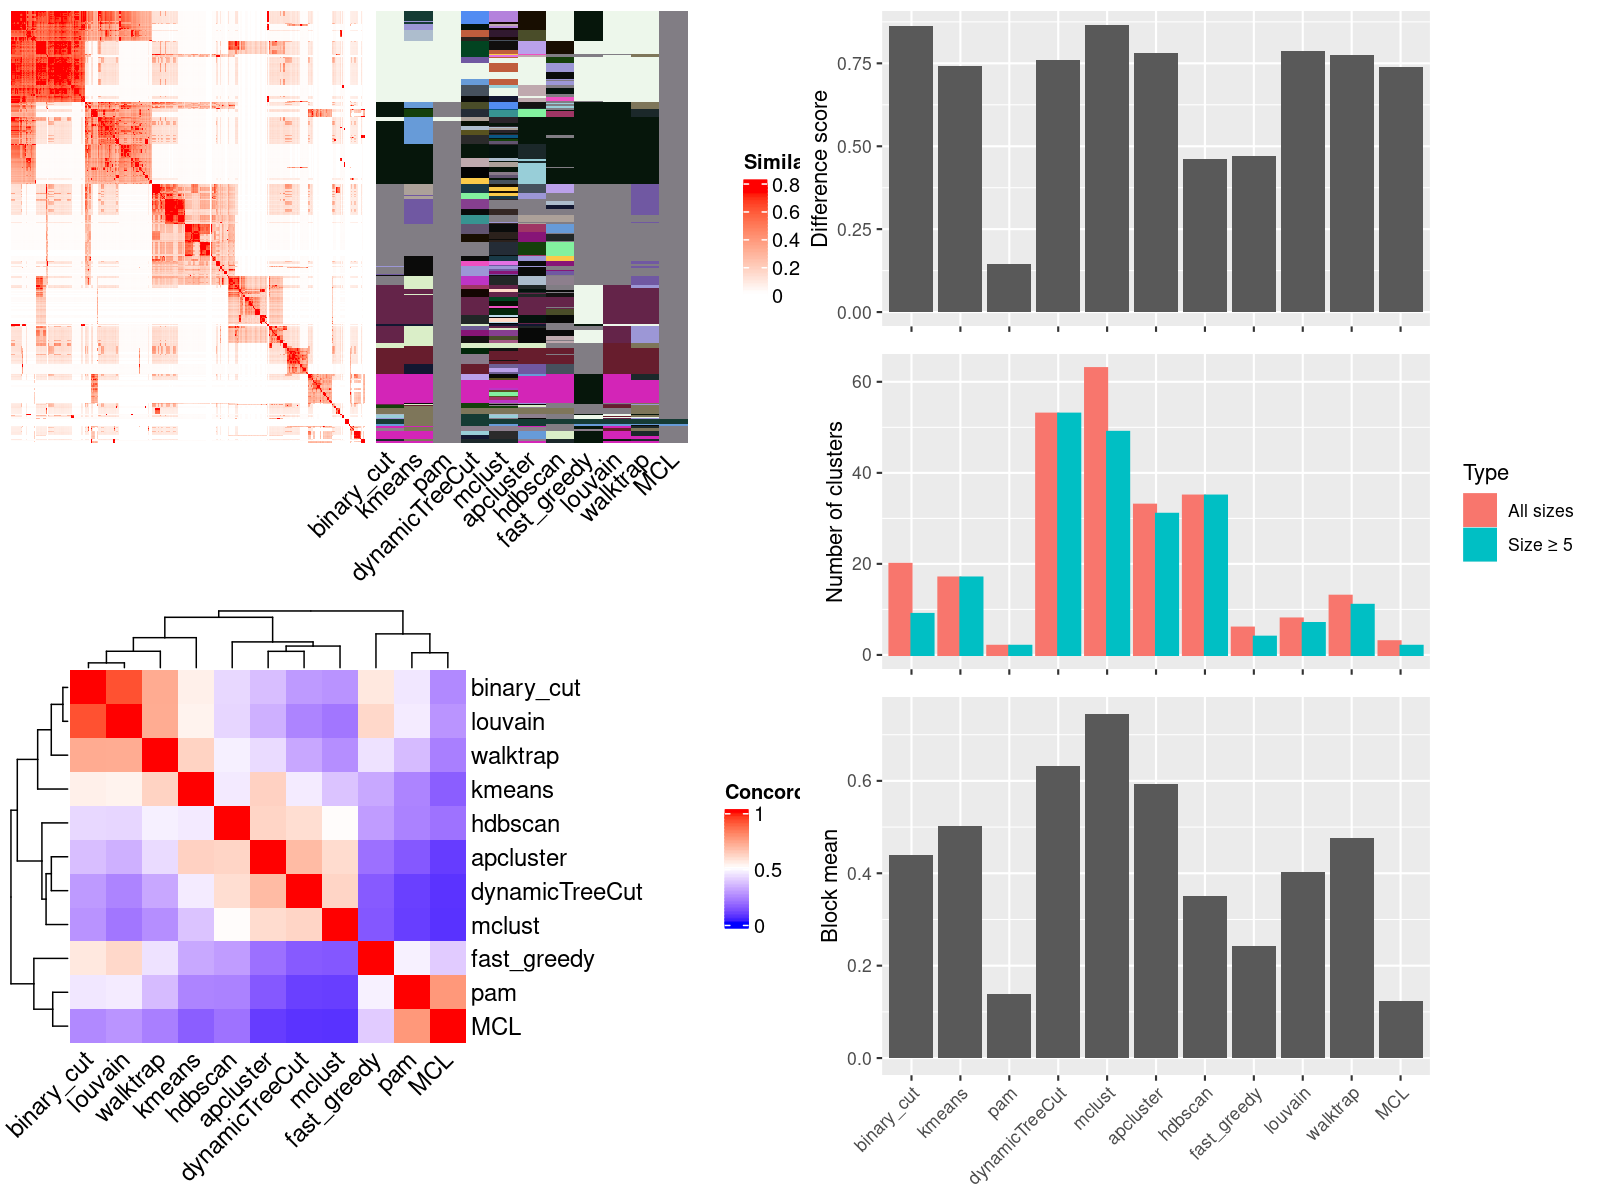 Simila
0.8
0.6
0.4
0.2
0
binary_cut
kmeans
pam
dynamicTreeCut
mclust
apcluster
hdbscan
fast_greedy
louvain
walktrap
MCL
Difference score
0.75
0.50
0.25
0.00
Number of clusters
60
40
20
0
Type
All sizes
Size ≥ 5
binary_cut
louvain
walktrap
kmeans
hdbscan
apcluster
dynamicTreeCut
mclust
fast_greedy
pam
MCL
binary_cut
louvain
walktrap
kmeans
hdbscan
apcluster
dynamicTreeCut
mclust
fast_greedy
pam
MCL
Concord
1
0.5
0
Block mean
0.6
0.4
0.2
0.0
binary_cut
kmeans
pam
dynamicTreeCut
mclust
apcluster
hdbscan
fast_greedy
louvain
walktrap
MCL